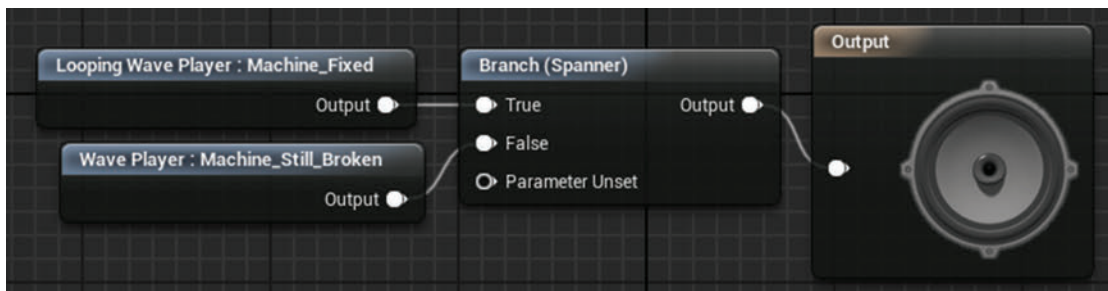 Looping Wave Player : Machine_Fixed
Output
Wave Player : Machine_Still_Broken
Output
Branch (Spanner)
True
Output
False
Parameter Unset
Output